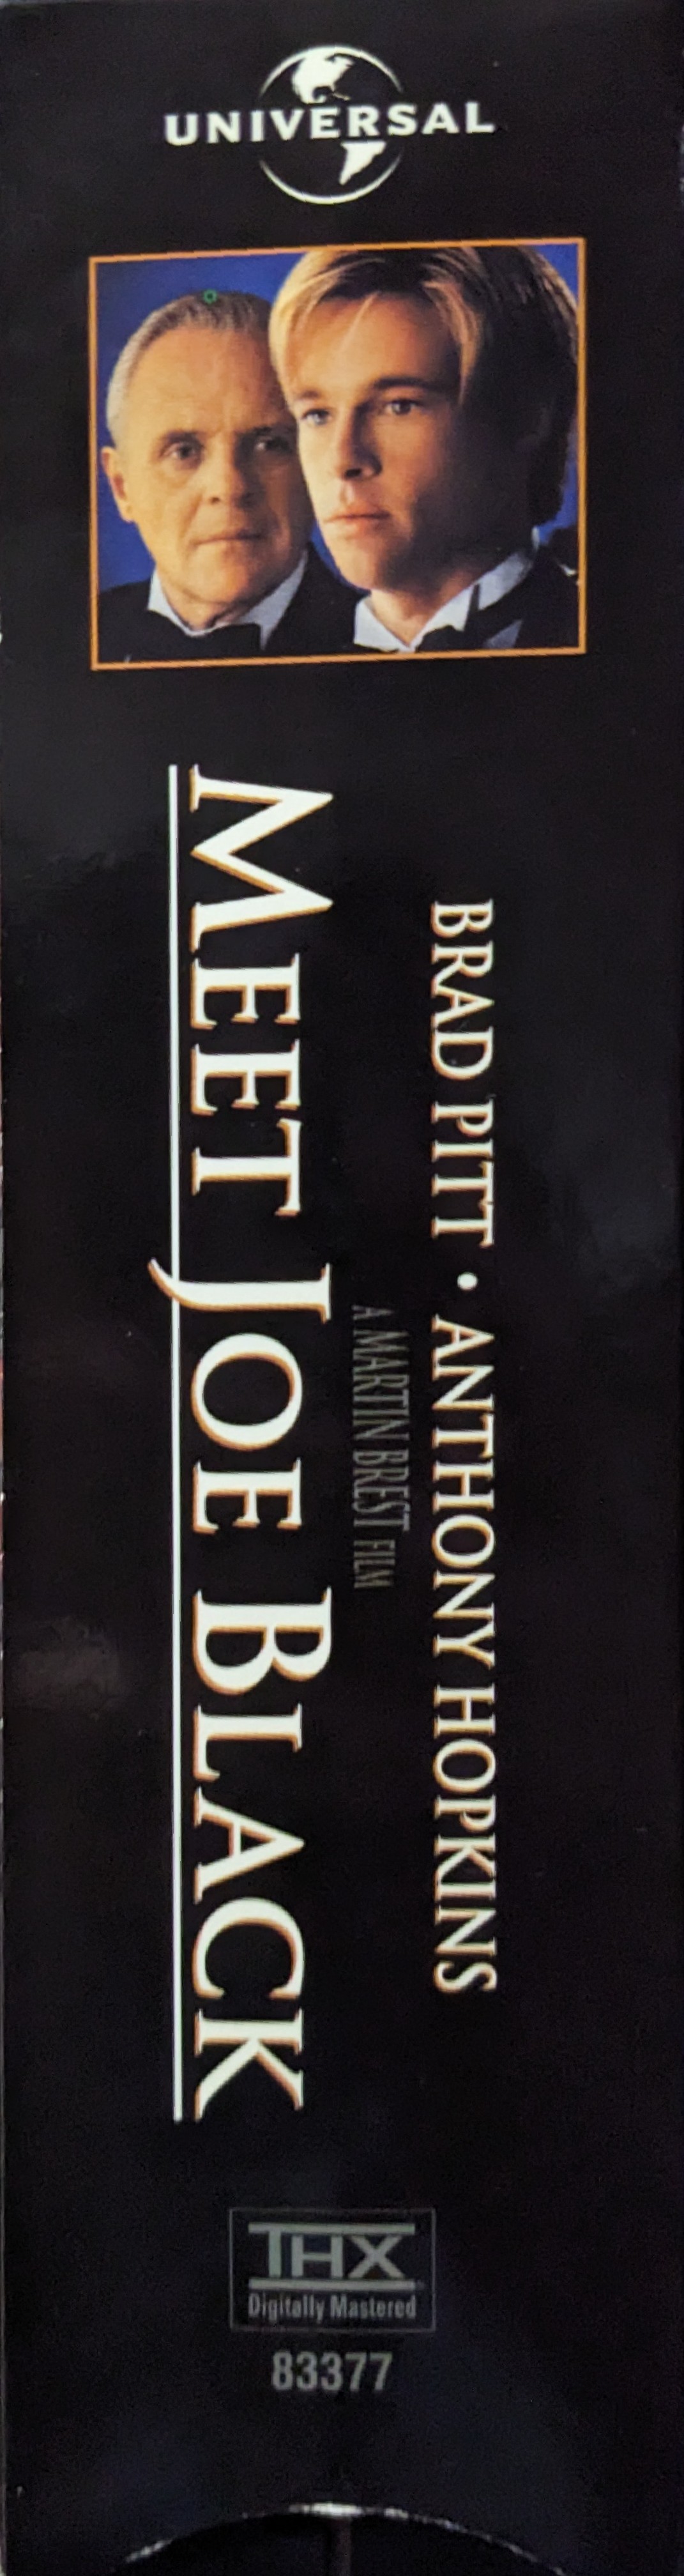 UNIVERSAL
BRAD PITT • ANTHONY HOPKINS
A MARTIN BREST FILM
MEET JOE BLACK
THX
Digitally Mastered
83377